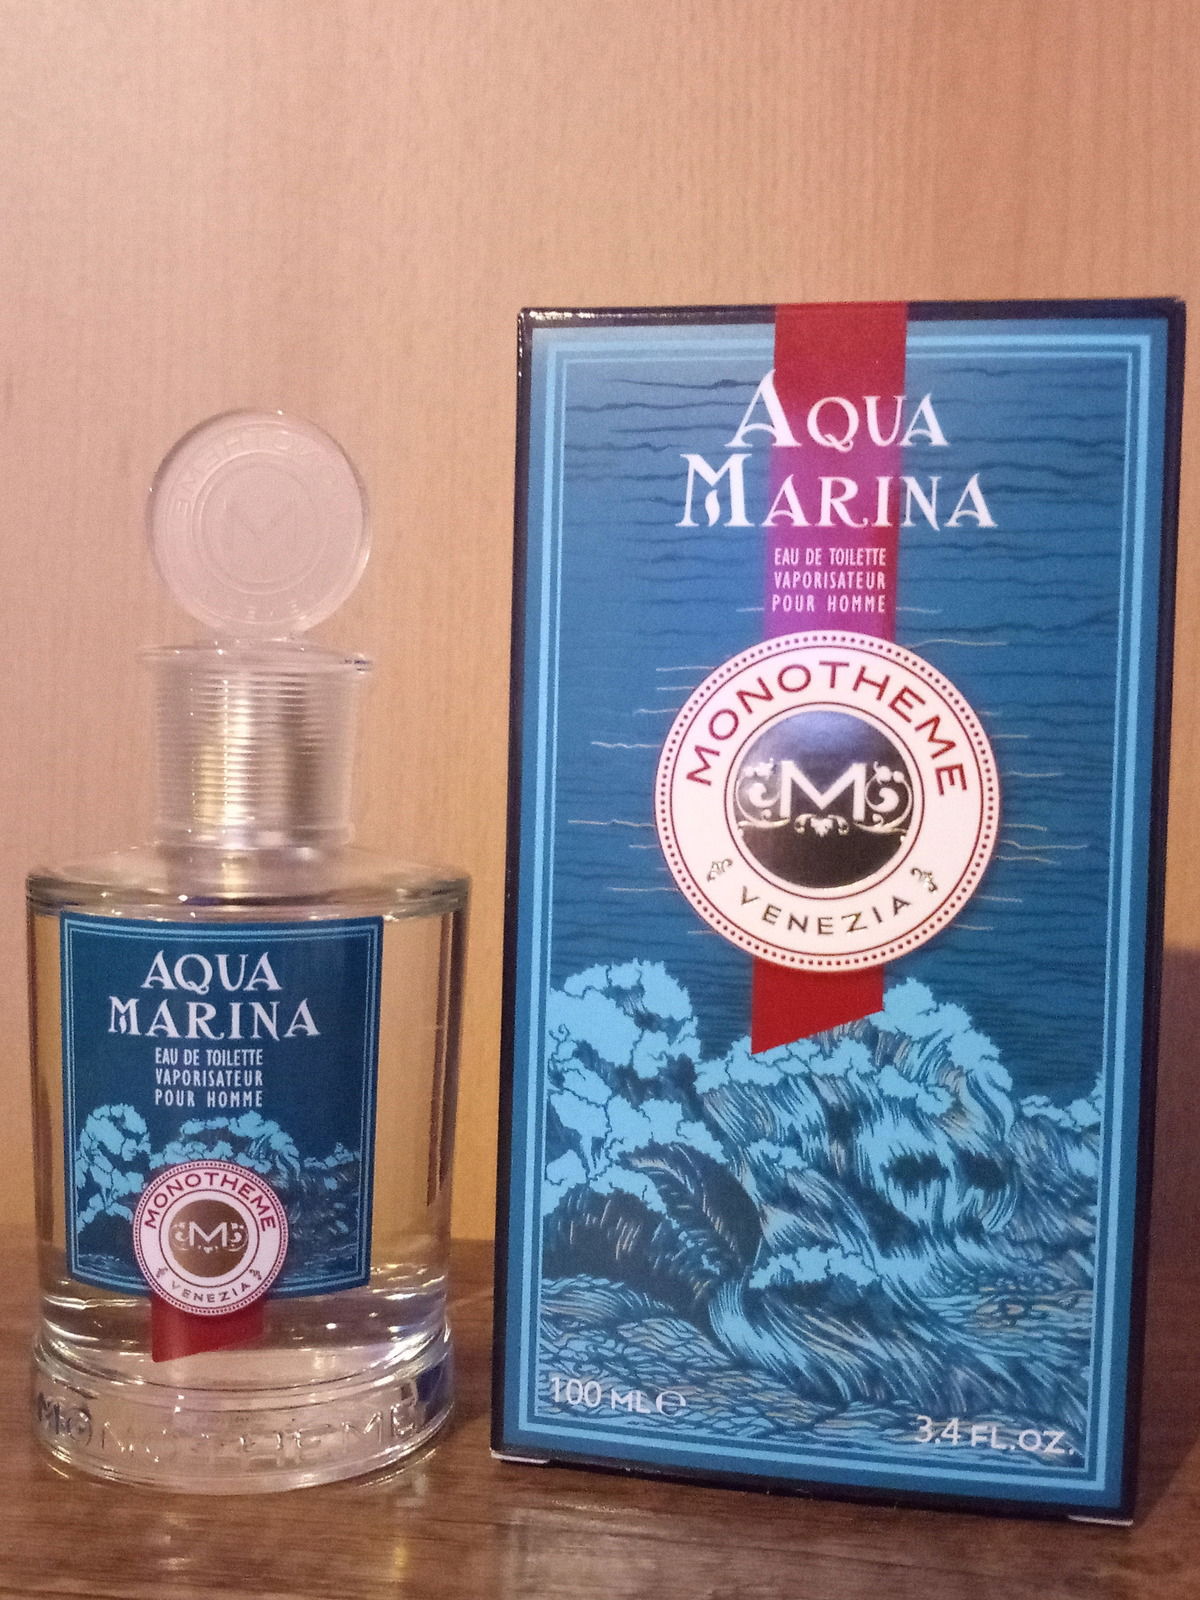 AQUA
MARINA
EAU DE TOILETTE
VAPORISATEUR
POUR HOMME
MONOTHEME
M
VENEZIA
MONOTHEME
AQUA
MARINA
EAU DE TOILETTE
VAPORISATEUR
POUR HOMME
MONOTHEME
M
VENEZIA
100 ML ℮
3.4 FL.OZ.